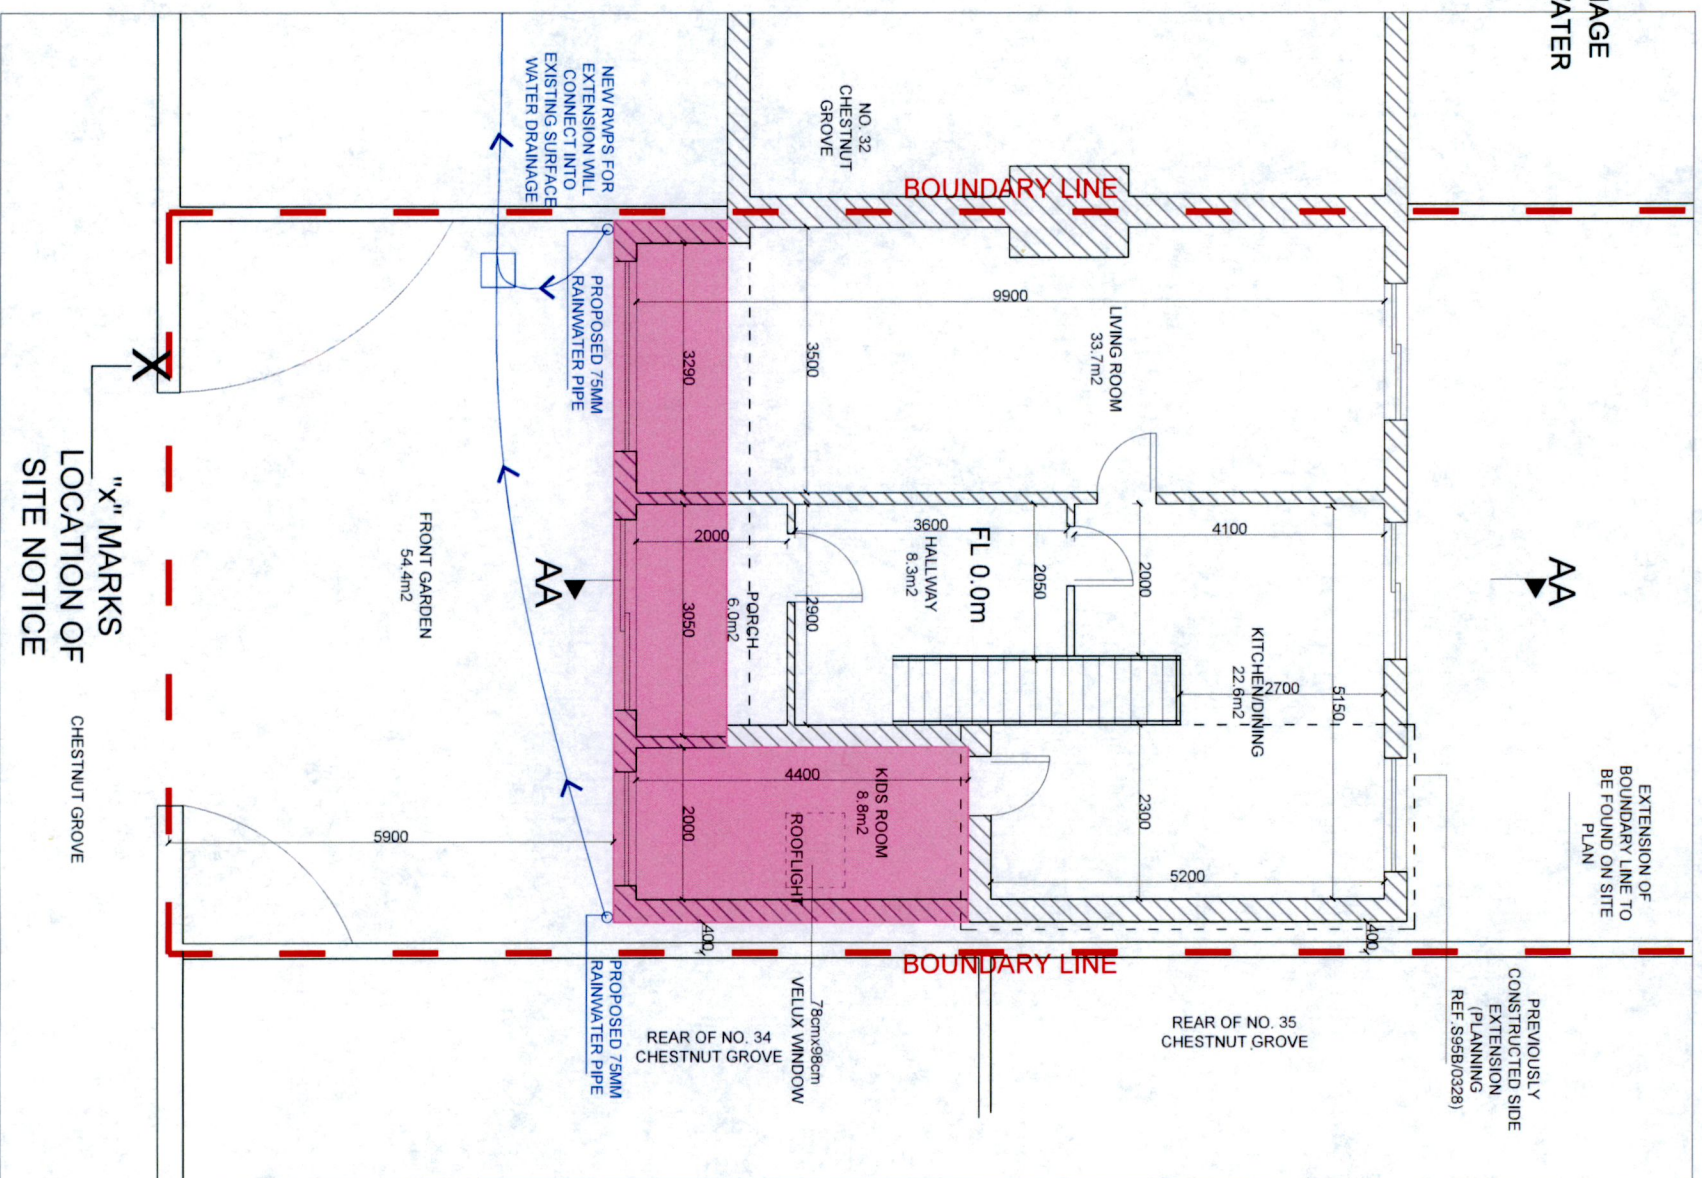 NAGE
VATER
NO. 32
CHESTNUT
GROVE
NEW RWPS FOR
EXTENSION WILL
CONNECT INTO
EXISTING SURFACE
WATER DRAINAGE
BOUNDARY LINE
PROPOSED 75MM
RAINWATER PIPE
9900
LIVING ROOM
33.7m2
3290
3500
"x" MARKS
LOCATION OF
SITE NOTICE
X
CHESTNUT GROVE
FRONT GARDEN
54.4m2
AA
AA
2000
3600
4100
HALLWAY
8.3m2
FL 0.0m
2050
2000
3050
PORCH
6.0m2
2900
KITCHEN/DINING
22.6m2
2700
5150
4400
KIDS ROOM
8.8m2
2000
ROOFLIGHT
2300
5200
5900
400
400
EXTENSION OF
BOUNDARY LINE TO
BE FOUND ON SITE
PLAN
BOUNDARY LINE
PROPOSED 75MM
RAINWATER PIPE
78cmx98cm
VELUX WINDOW
REAR OF NO. 34
CHESTNUT GROVE
REAR OF NO. 35
CHESTNUT GROVE
PREVIOUSLY
CONSTRUCTED SIDE
EXTENSION
(PLANNING
REF.S95B/0328)